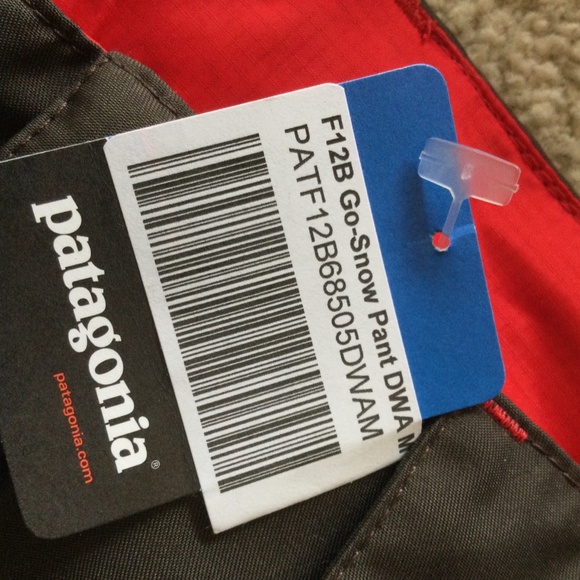 F12B Go-Snow Pant DWA M
PATF12B68505DWAM
patagonia®
patagonia.com